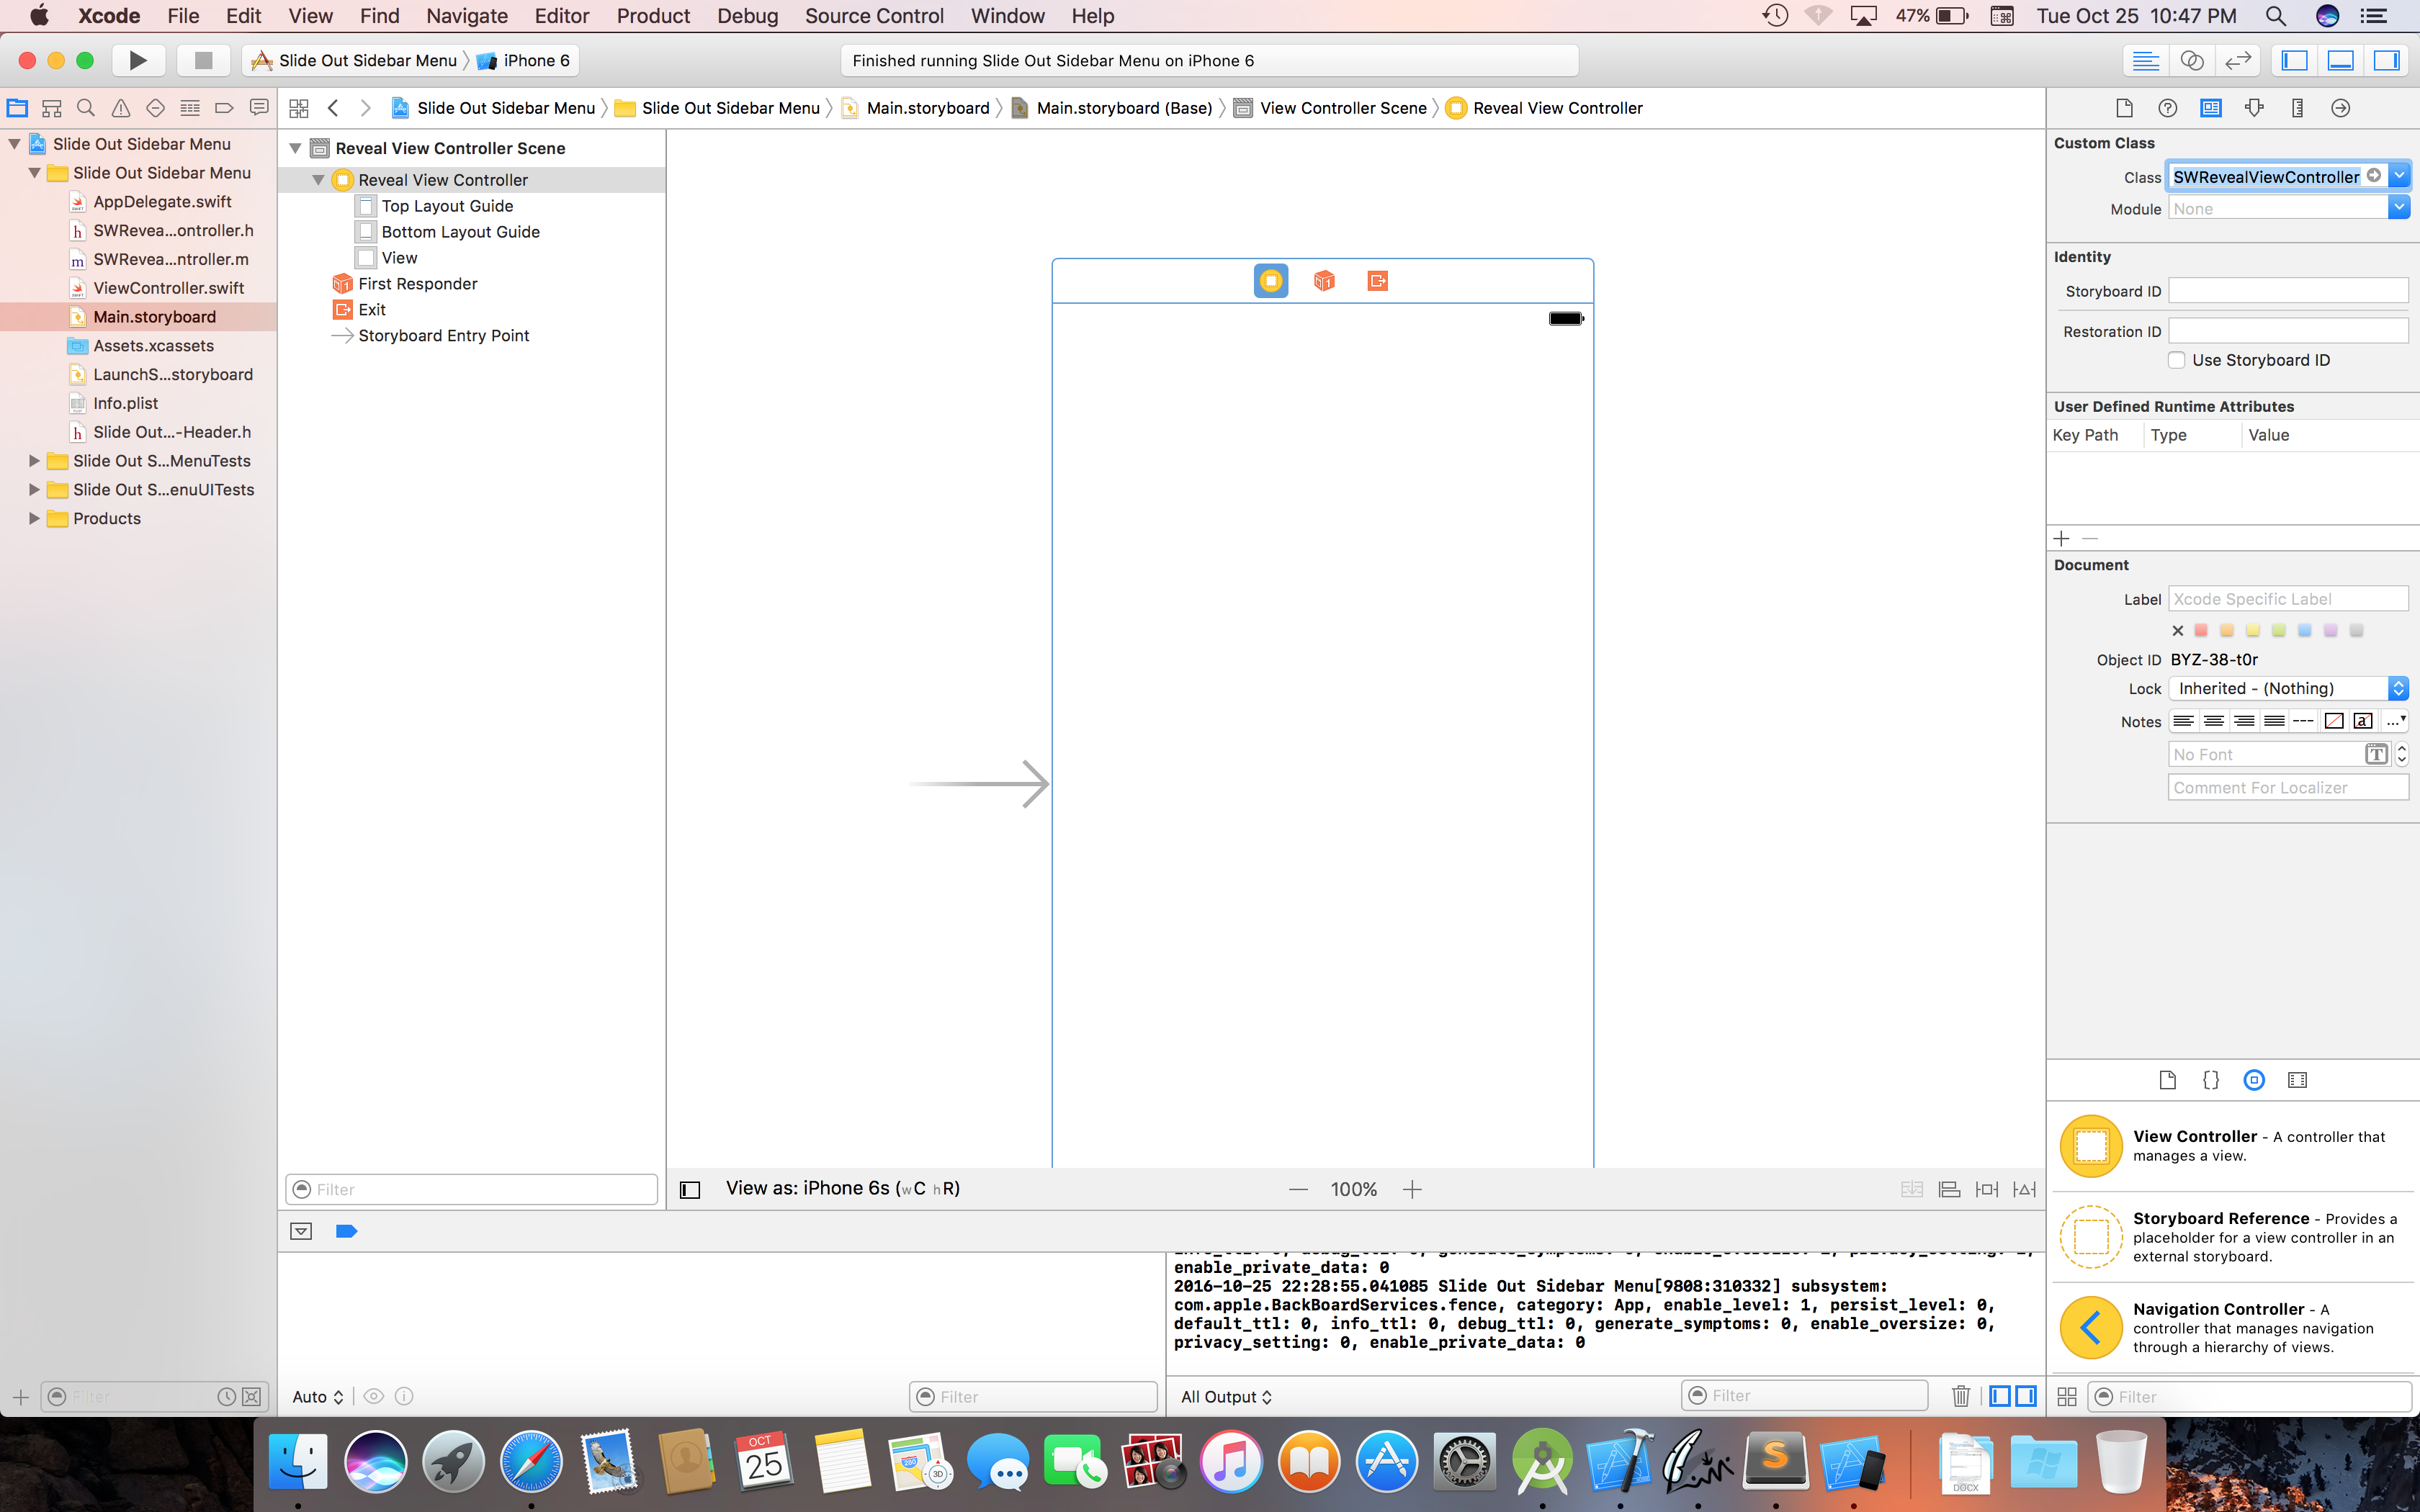 Xcode File Edit View Find Navigate Editor Product Debug Source Control Window Help 47% Tue Oct 25 10:47 PM
Slide Out Sidebar Menu iPhone 6
Finished running Slide Out Sidebar Menu on iPhone 6
Slide Out Sidebar Menu Slide Out Sidebar Menu Main.storyboard Main.storyboard (Base) View Controller Scene Reveal View Controller
Slide Out Sidebar Menu
Slide Out Sidebar Menu
AppDelegate.swift
SWRevea...ontroller.h
SWRevea...ntroller.m
ViewController.swift
Main.storyboard
Assets.xcassets
LaunchS...storyboard
Info.plist
Slide Out...-Header.h
Slide Out S...MenuTests
Slide Out S...enuUITests
Products
Filter
Reveal View Controller Scene
Reveal View Controller
Top Layout Guide
Bottom Layout Guide
View
First Responder
Exit
Storyboard Entry Point
Filter
View as: iPhone 6s (wC hR)
100%
Custom Class
Class SWRevealViewController
Module None
Identity
Storyboard ID
Restoration ID
Use Storyboard ID
User Defined Runtime Attributes
Key Path Type Value
Document
Label Xcode Specific Label
Object ID BYZ-38-t0r
Lock Inherited - (Nothing)
Notes
No Font
Comment For Localizer
View Controller - A controller that
manages a view.
Storyboard Reference - Provides a
placeholder for a view controller in an
external storyboard.
Navigation Controller - A
controller that manages navigation
through a hierarchy of views.
Filter
enable_private_data: 0
2016-10-25 22:28:55.041085 Slide Out Sidebar Menu[9808:310332] subsystem:
com.apple.BackBoardServices.fence, category: App, enable_level: 1, persist_level: 0,
default_ttl: 0, info_ttl: 0, debug_ttl: 0, generate_symptoms: 0, enable_oversize: 0,
privacy_setting: 0, enable_private_data: 0
Auto
Filter
All Output
Filter
OCT
25
280
3D
S
DOCX